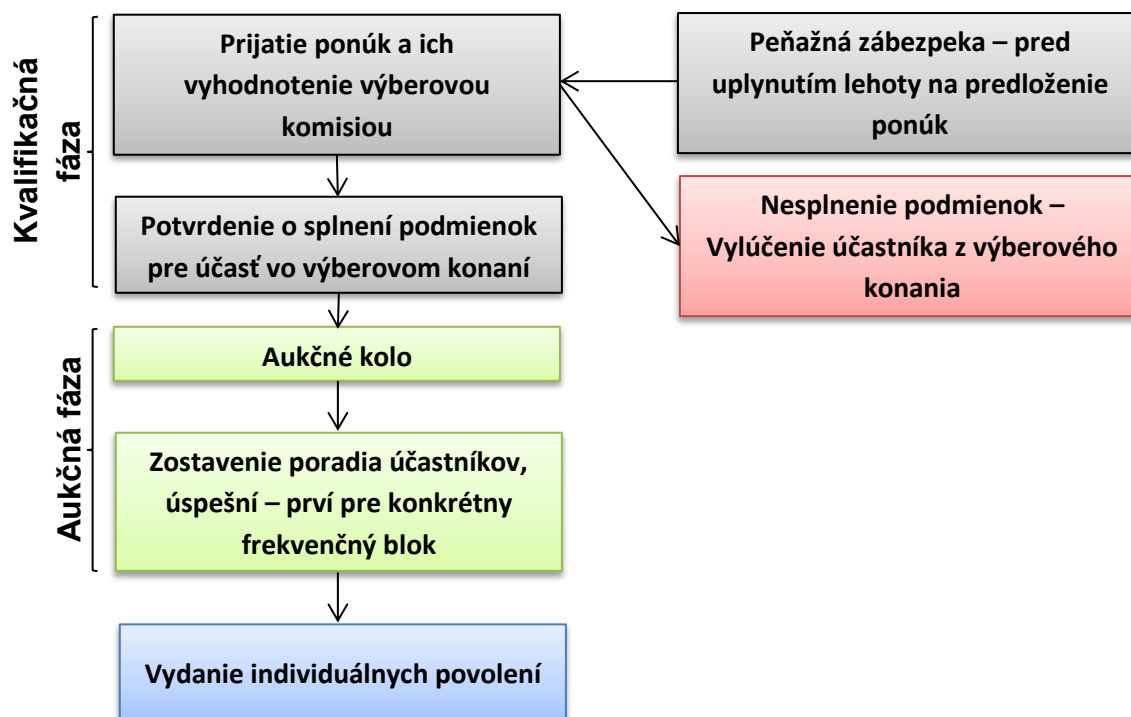 Kvalifikačná
fáza
Prijatie ponúk a ich
vyhodnotenie výberovou
komisiou
Peňažná zábezpeka – pred
uplynutím lehoty na predloženie
ponúk
Potvrdenie o splnení podmienok
pre účasť vo výberovom konaní
Nesplnenie podmienok –
Vylúčenie účastníka z výberového
konania
Aukčná fáza
Aukčné kolo
Zostavenie poradia účastníkov,
úspešní – prví pre konkrétny
frekvenčný blok
Vydanie individuálnych povolení